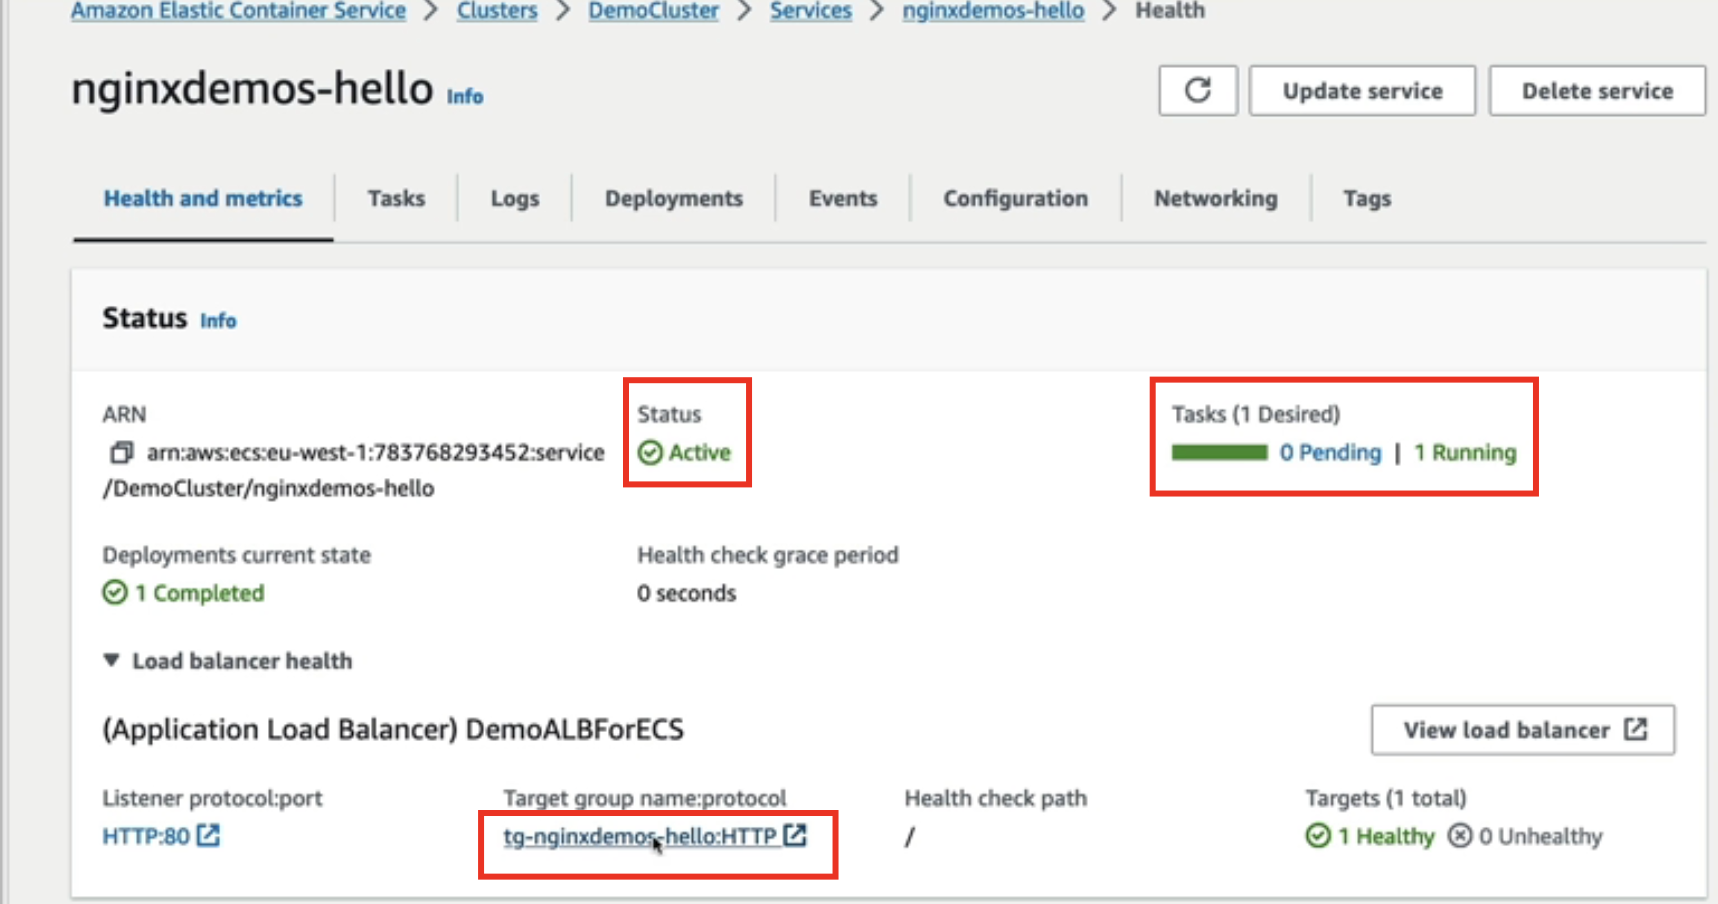 Amazon Elastic Container Service > Clusters > DemoCluster > Services > nginxdemos-hello > Health
nginxdemos-hello Info
Update service
Delete service
Health and metrics
Tasks
Logs
Deployments
Events
Configuration
Networking
Tags
Status Info
ARN
arn:aws:ecs:eu-west-1:783768293452:service
/DemoCluster/nginxdemos-hello
Status
Active
Tasks (1 Desired)
0 Pending | 1 Running
Deployments current state
1 Completed
Health check grace period
0 seconds
Load balancer health
(Application Load Balancer) DemoALBForECS
View load balancer
Listener protocol:port
HTTP:80
Target group name:protocol
tg-nginxdemos-hello:HTTP
Health check path
/
Targets (1 total)
1 Healthy 0 Unhealthy